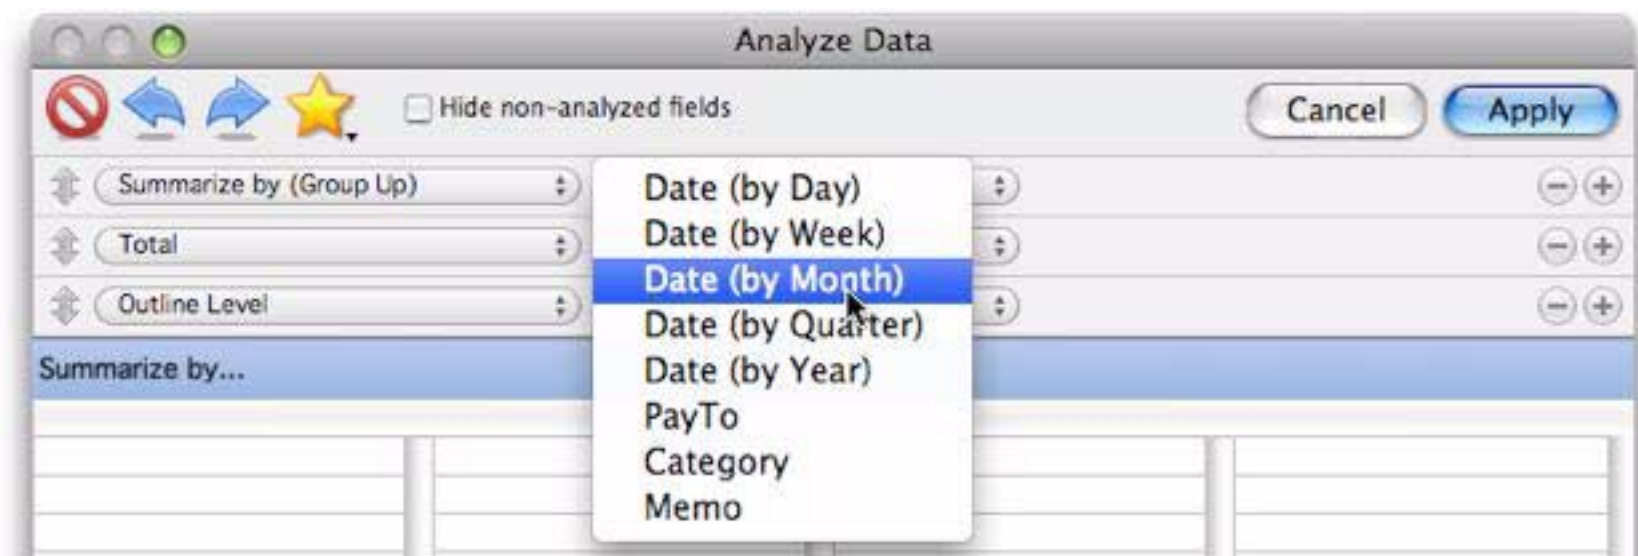 Analyze Data
Hide non-analyzed fields
Cancel
Apply
Summarize by (Group Up)
Total
Outline Level
Date (by Day)
Date (by Week)
Date (by Month)
Date (by Quarter)
Date (by Year)
PayTo
Category
Memo
Summarize by...